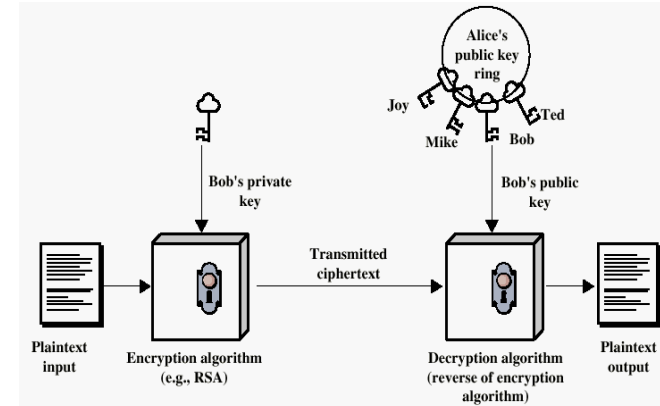 Alice's
public key
ring
Joy
Mike
Bob
Ted
Bob's private
key
Bob's public
key
Transmitted
ciphertext
Plaintext
input
Encryption algorithm
(e.g., RSA)
Decryption algorithm
(reverse of encryption
algorithm)
Plaintext
output